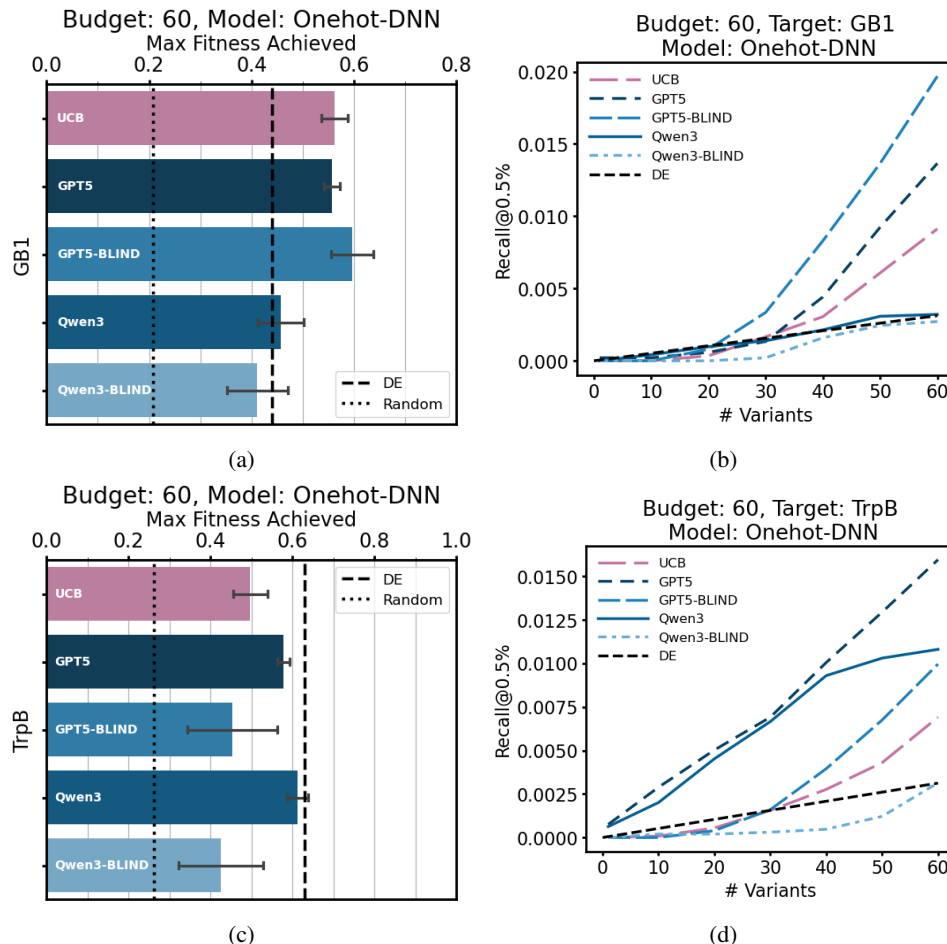 Budget: 60, Model: Onehot-DNN
Max Fitness Achieved
0.0 0.2 0.4 0.6 0.8
GB1
UCB
GPT5
GPT5-BLIND
Qwen3
Qwen3-BLIND
DE
Random
(a)
Budget: 60, Target: GB1
Model: Onehot-DNN
Recall@0.5%
0.020
0.015
0.010
0.005
0.000
UCB
GPT5
GPT5-BLIND
Qwen3
Qwen3-BLIND
DE
0 10 20 30 40 50 60
# Variants
(b)
Budget: 60, Model: Onehot-DNN
Max Fitness Achieved
0.0 0.2 0.4 0.6 0.8 1.0
TrpB
UCB
GPT5
GPT5-BLIND
Qwen3
Qwen3-BLIND
DE
Random
(c)
Budget: 60, Target: TrpB
Model: Onehot-DNN
Recall@0.5%
0.0150
0.0125
0.0100
0.0075
0.0050
0.0025
0.0000
UCB
GPT5
GPT5-BLIND
Qwen3
Qwen3-BLIND
DE
0 10 20 30 40 50 60
# Variants
(d)